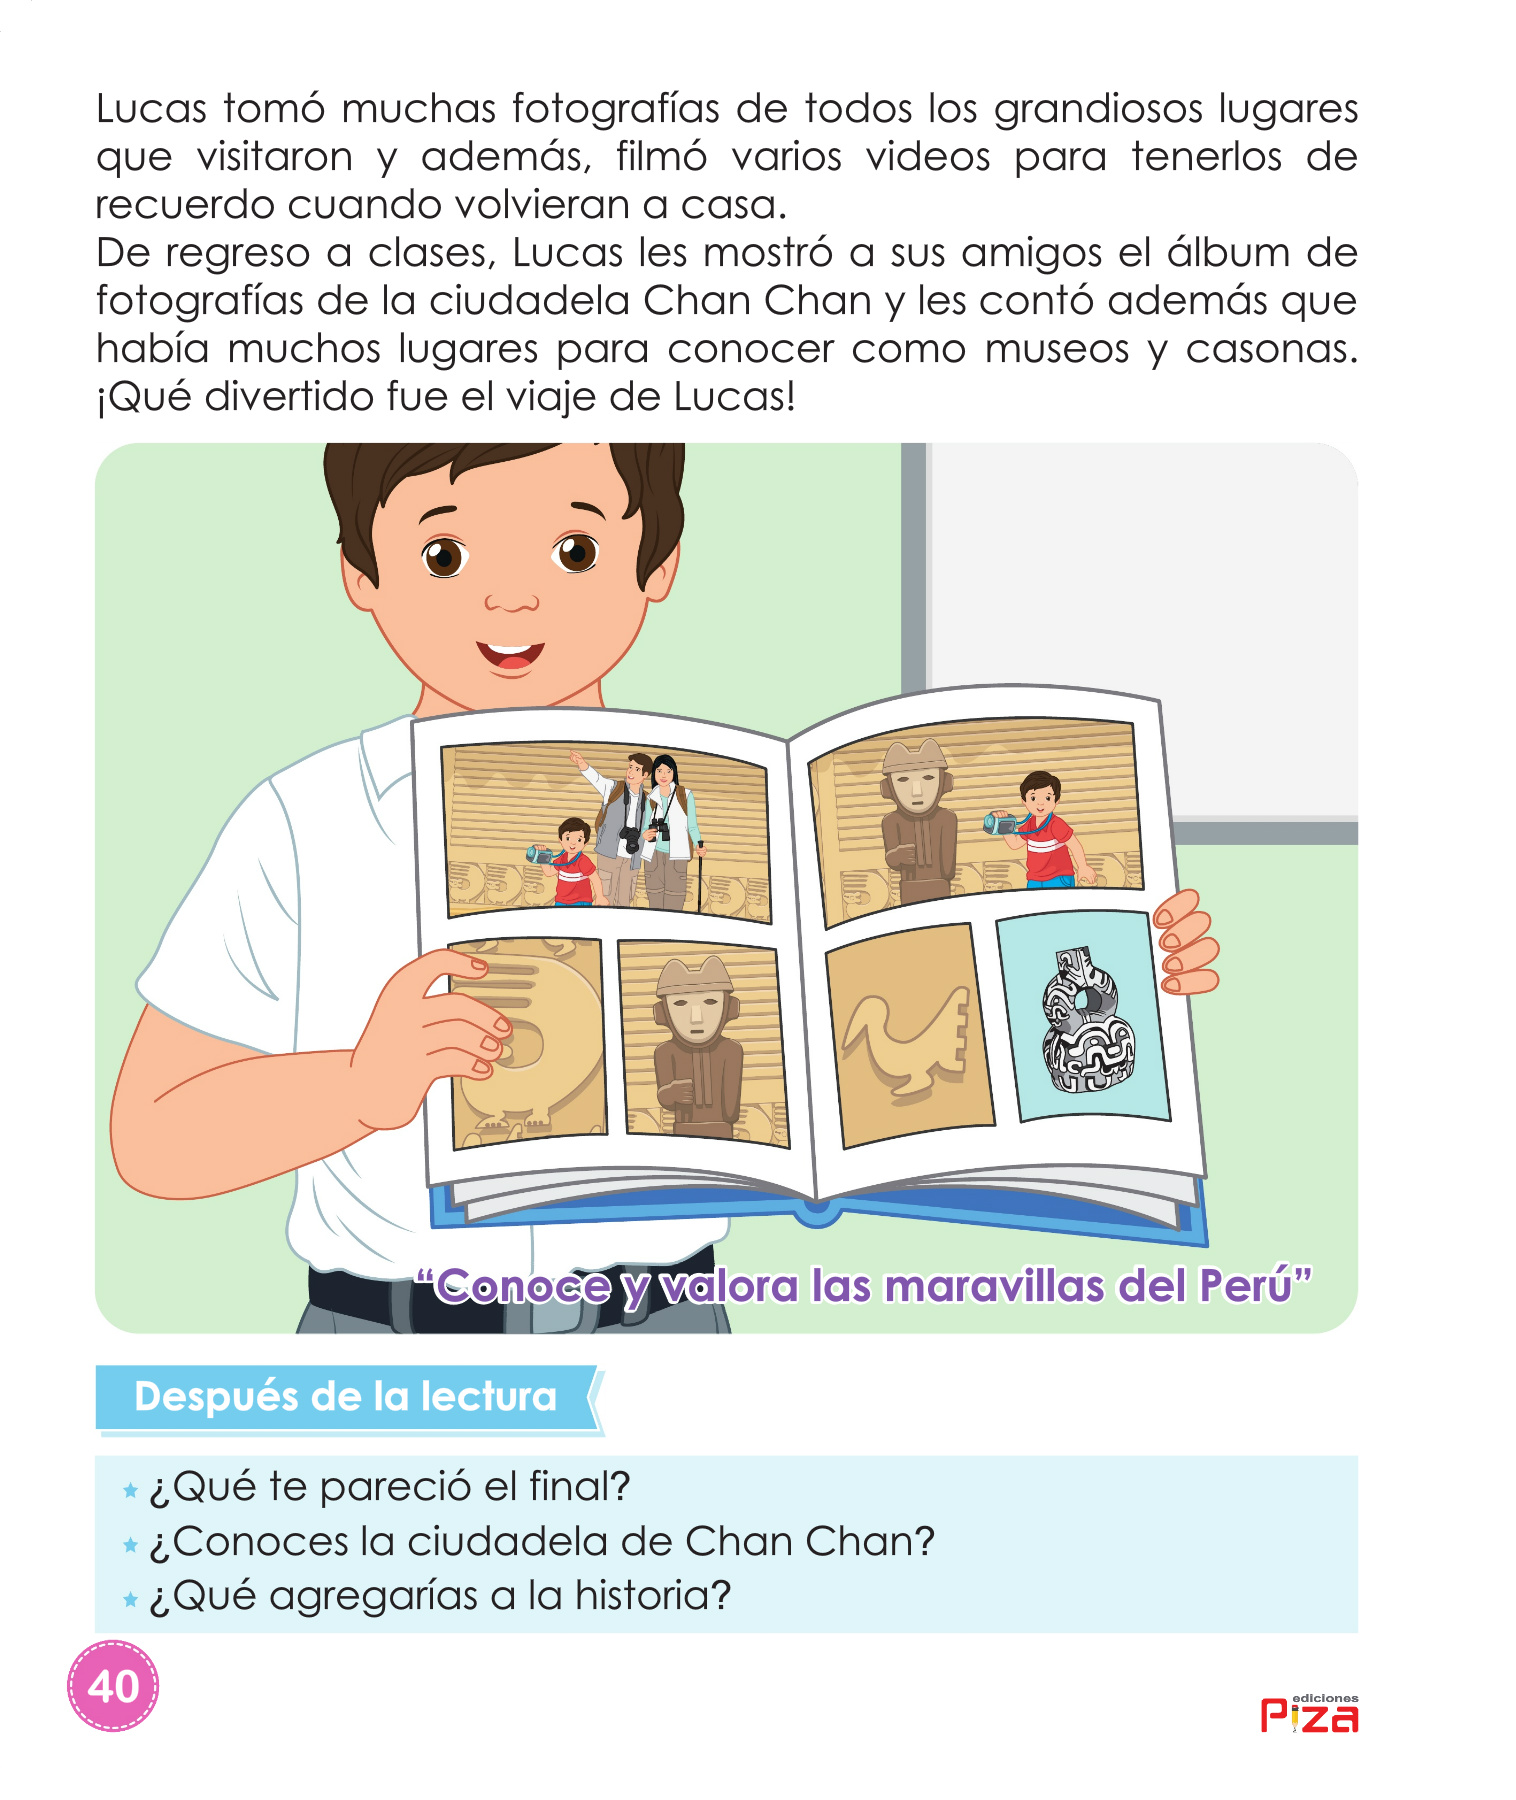 Lucas tomó muchas fotografías de todos los grandiosos lugares
que visitaron y además, filmó varios videos para tenerlos de
recuerdo cuando volvieran a casa.
De regreso a clases, Lucas les mostró a sus amigos el álbum de
fotografías de la ciudadela Chan Chan y les contó además que
había muchos lugares para conocer como museos y casonas.
¡Qué divertido fue el viaje de Lucas!
“Conoce y valora las maravillas del Perú”
Después de la lectura
¿Qué te pareció el final?
¿Conoces la ciudadela de Chan Chan?
¿Qué agregarías a la historia?
40
ediciones
Piza